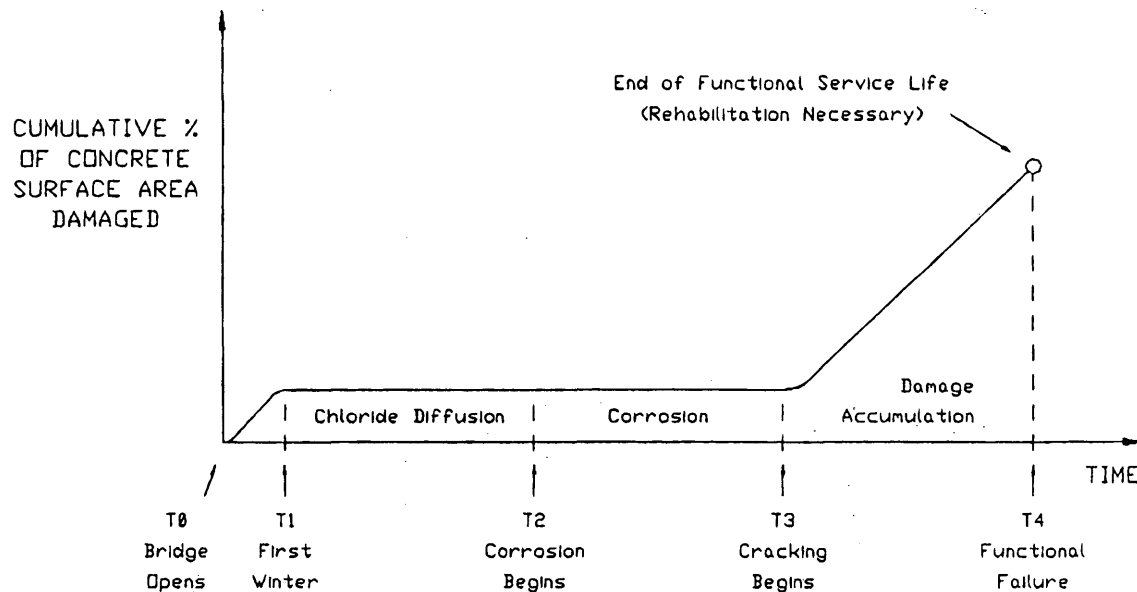 End of Functional Service Life
(Rehabilitation Necessary)
CUMULATIVE %
OF CONCRETE
SURFACE AREA
DAMAGED
Damage
Chloride Diffusion
Corrosion
Accumulation
TIME
T0
Bridge
Opens
T1
First
Winter
T2
Corrosion
Begins
T3
Cracking
Begins
T4
Functional
Failure